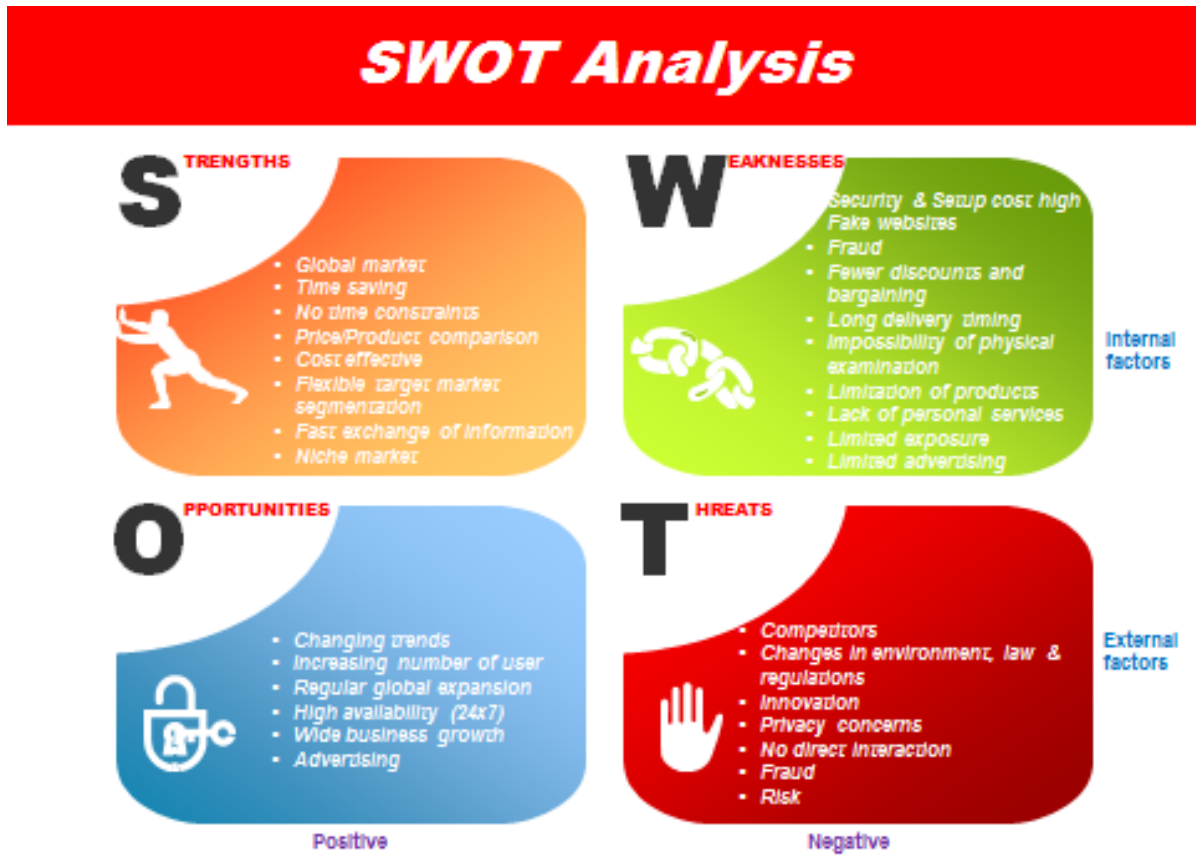 SWOT Analysis
STRENGTHS
• Global market
• Time saving
• No time constraints
• Price/Product comparison
• Cost effective
• Flexible target market
segmentation
• Fast exchange of information
• Niche market
WEAKNESSES
Security & Setup cost high
Fake websites
• Fraud
• Fewer discounts and
bargaining
• Long delivery timing
• Impossibility of physical
examination
• Limitation of products
• Lack of personal services
• Limited exposure
• Limited advertising
Internal
factors
OPPORTUNITIES
• Changing trends
• Increasing number of user
• Regular global expansion
• High availability (24x7)
• Wide business growth
• Advertising
THREATS
• Competitors
• Changes in environment, law &
regulations
• Innovation
• Privacy concerns
• No direct interaction
• Fraud
• Risk
External
factors
Positive
Negative